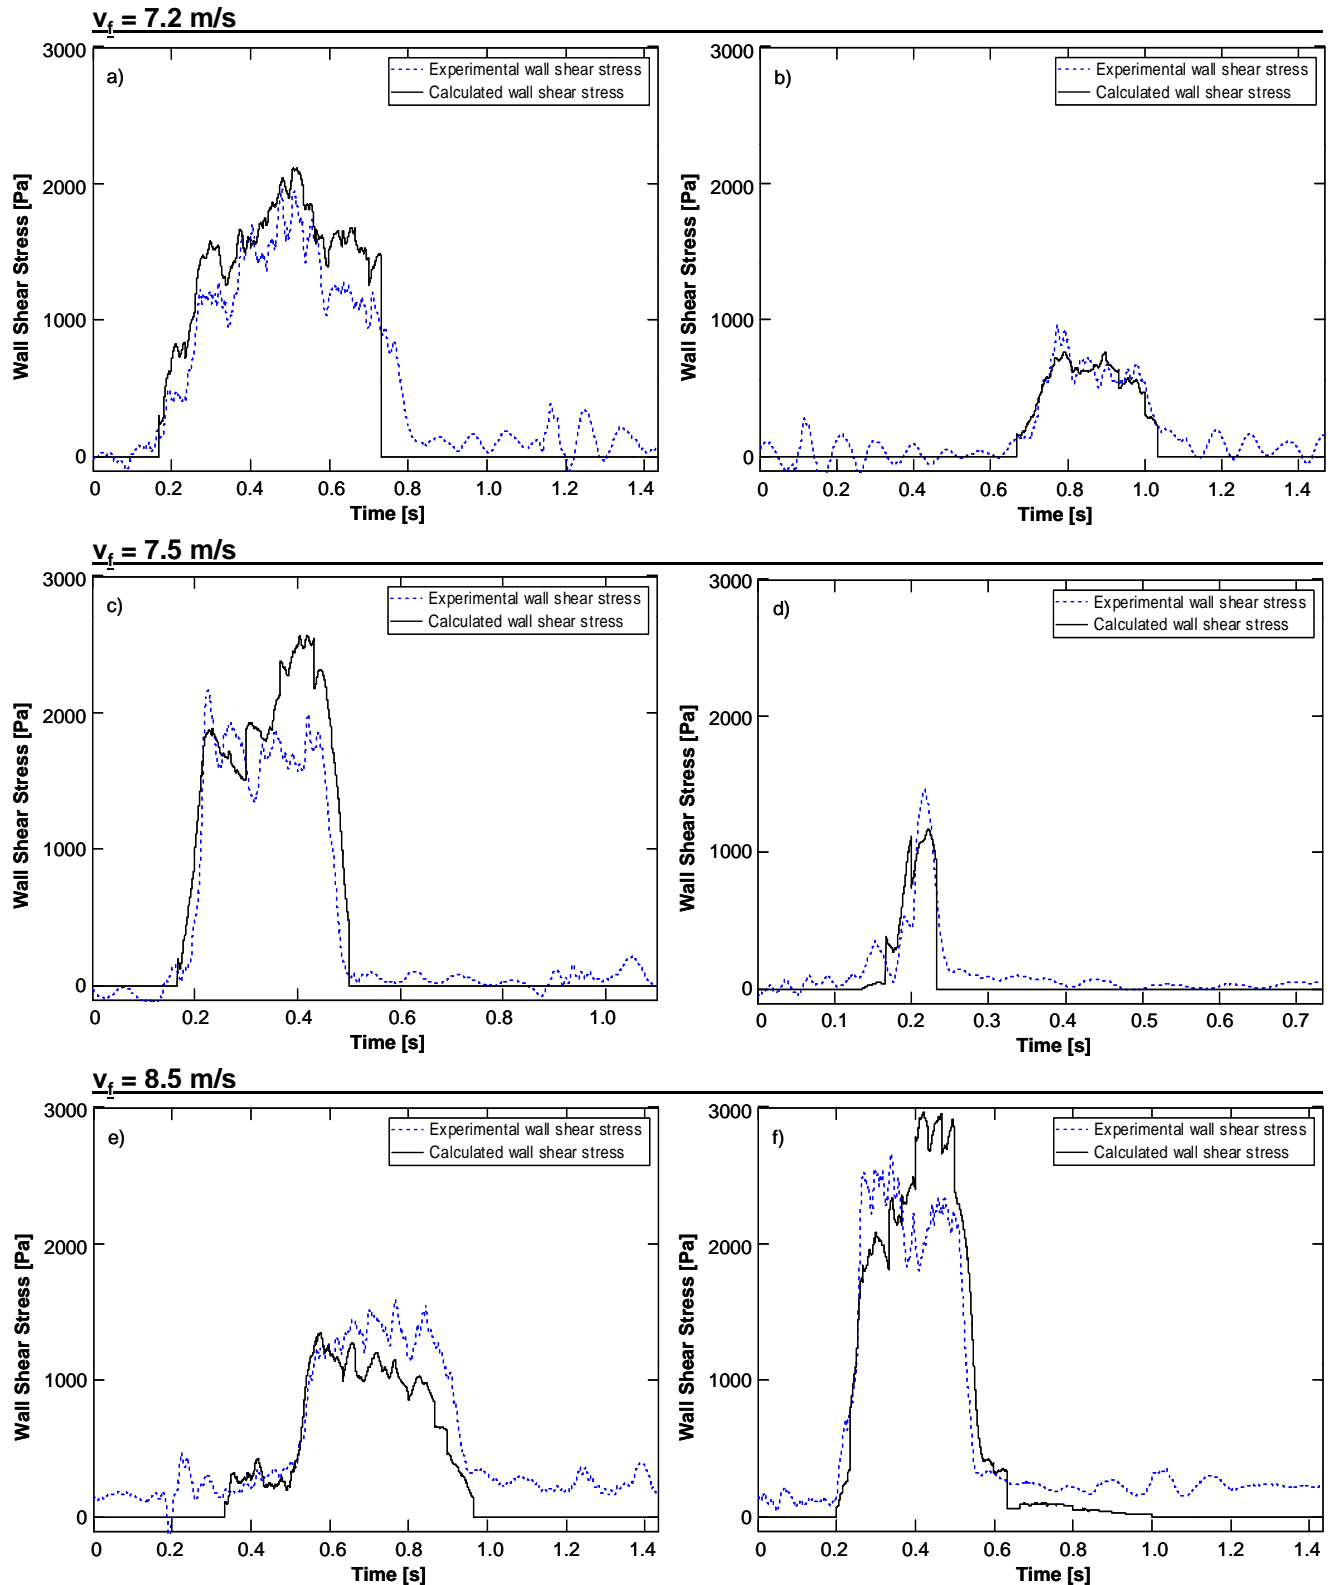 v_f = 7.2 m/s
a)
Experimental wall shear stress
Calculated wall shear stress
Wall Shear Stress [Pa]
3000
2000
1000
0
0 0.2 0.4 0.6 0.8 1.0 1.2 1.4
Time [s]
b)
Experimental wall shear stress
Calculated wall shear stress
Wall Shear Stress [Pa]
3000
2000
1000
0
0 0.2 0.4 0.6 0.8 1.0 1.2 1.4
Time [s]
v_f = 7.5 m/s
c)
Experimental wall shear stress
Calculated wall shear stress
Wall Shear Stress [Pa]
3000
2000
1000
0
0 0.2 0.4 0.6 0.8 1.0
Time [s]
d)
Experimental wall shear stress
Calculated wall shear stress
Wall Shear Stress [Pa]
3000
2000
1000
0
0 0.1 0.2 0.3 0.4 0.5 0.6 0.7
Time [s]
v_f = 8.5 m/s
e)
Experimental wall shear stress
Calculated wall shear stress
Wall Shear Stress [Pa]
3000
2000
1000
0
0 0.2 0.4 0.6 0.8 1.0 1.2 1.4
Time [s]
f)
Experimental wall shear stress
Calculated wall shear stress
Wall Shear Stress [Pa]
3000
2000
1000
0
0 0.2 0.4 0.6 0.8 1.0 1.2 1.4
Time [s]